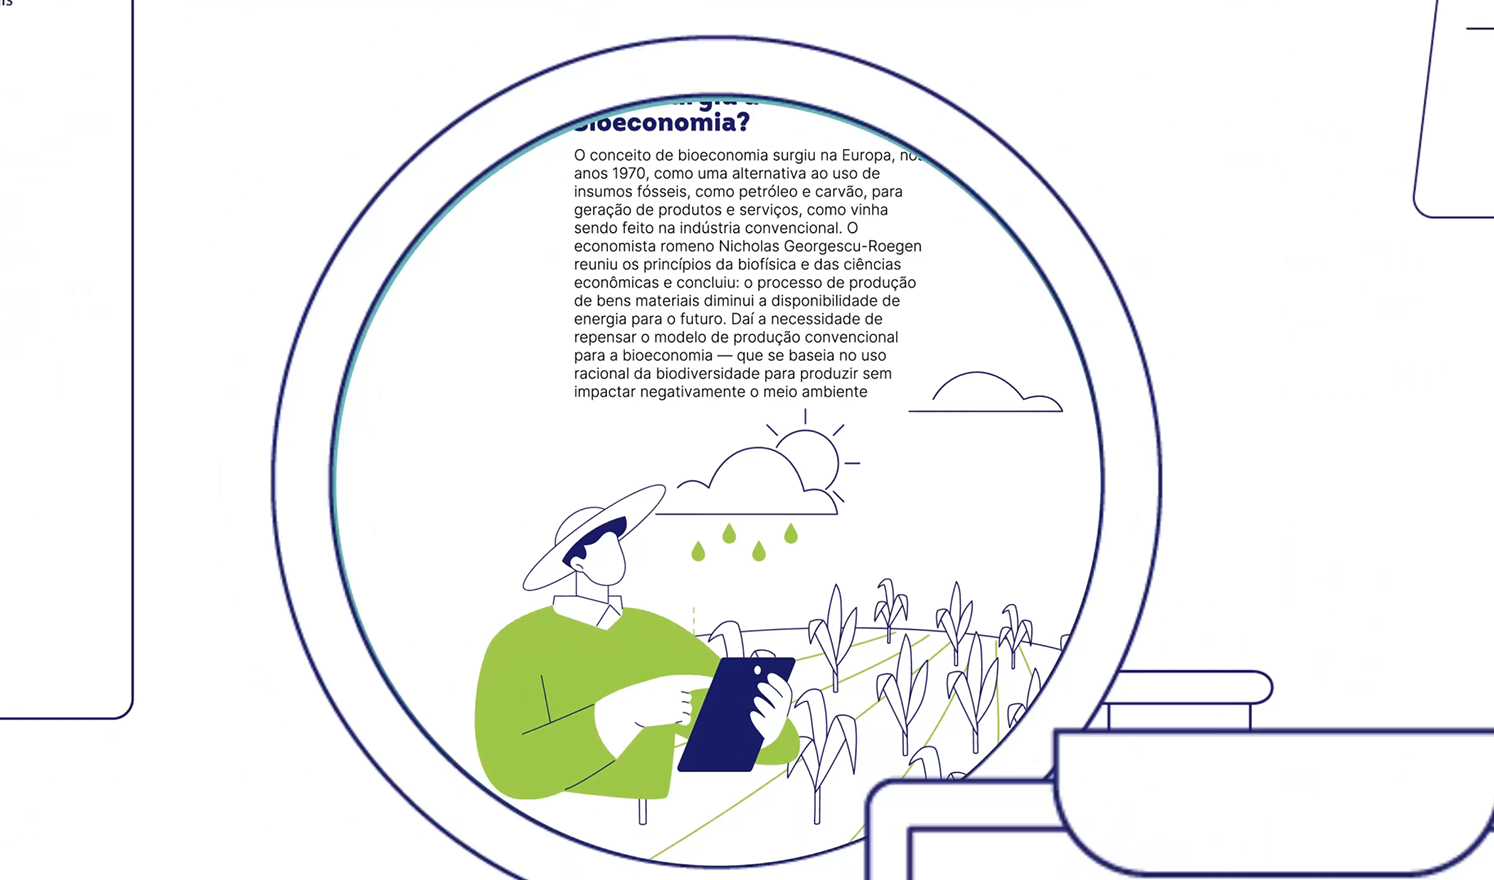 bioeconomia?
O conceito de bioeconomia surgiu na Europa, nos
anos 1970, como uma alternativa ao uso de
insumos fósseis, como petróleo e carvão, para
geração de produtos e serviços, como vinha
sendo feito na indústria convencional. O
economista romeno Nicholas Georgescu-Roegen
reuniu os princípios da biofísica e das ciências
econômicas e concluiu: o processo de produção
de bens materiais diminui a disponibilidade de
energia para o futuro. Daí a necessidade de
repensar o modelo de produção convencional
para a bioeconomia — que se baseia no uso
racional da biodiversidade para produzir sem
impactar negativamente o meio ambiente